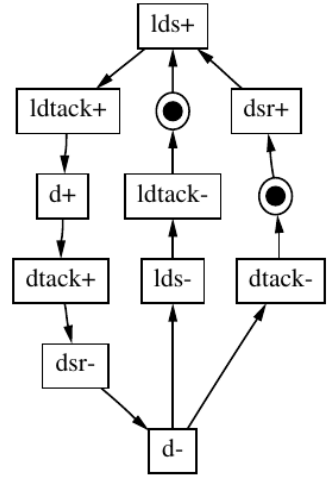 lds+
ldtack+
dsr+
d+
ldtack-
dtack+
lds-
dtack-
dsr-
d-